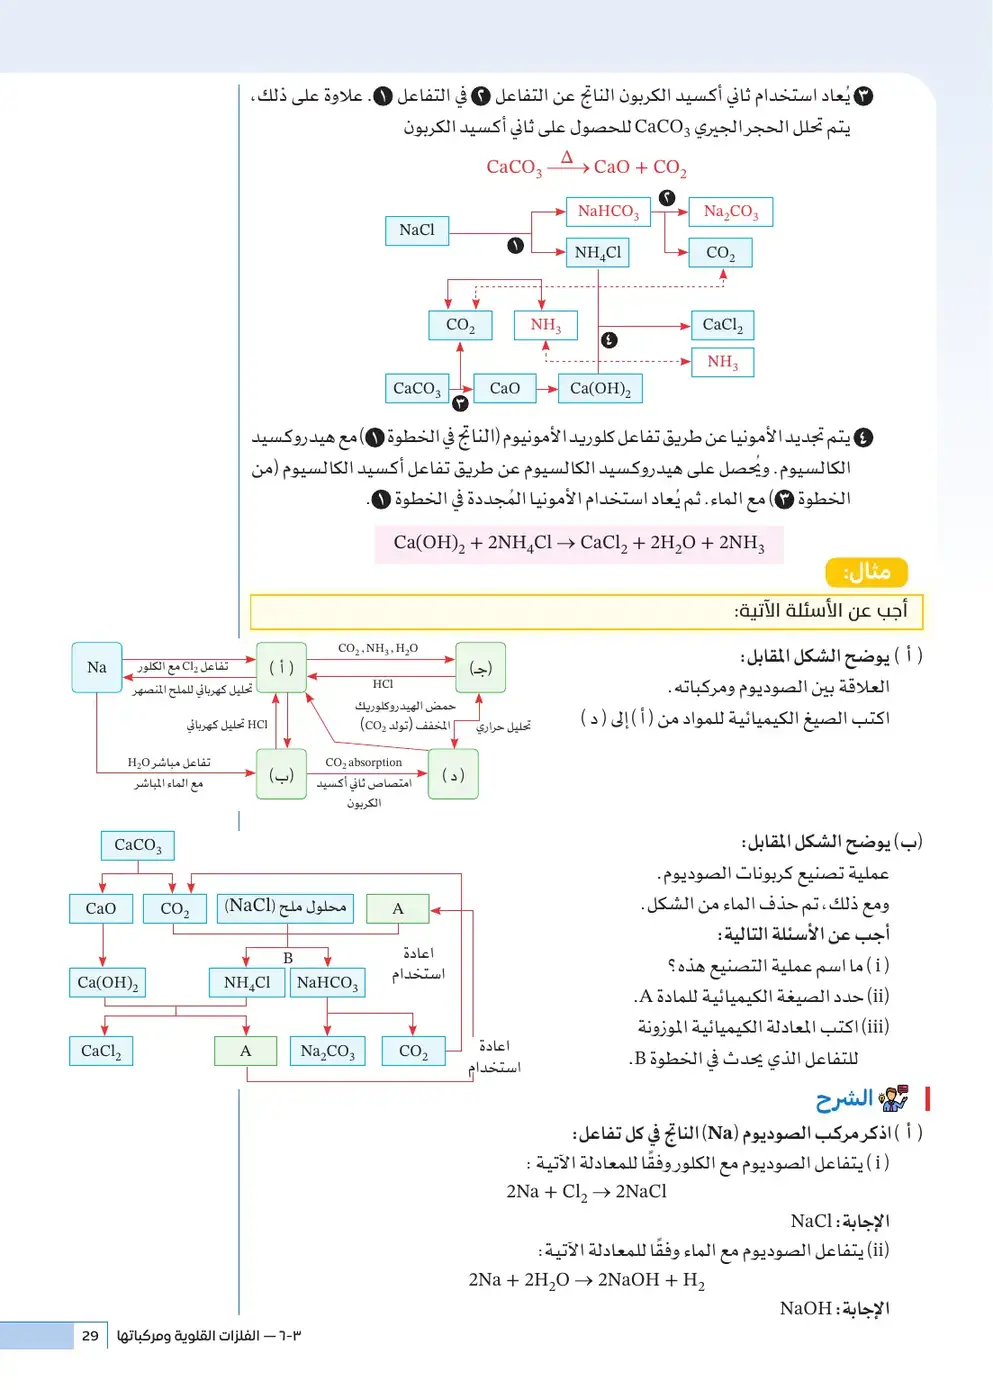 ❸ يُعاد استخدام ثاني أكسيد الكربون الناتج عن التفاعل ❷ في التفاعل ❶. علاوة على ذلك،
يتم تحلل الحجر الجيري CaCO₃ للحصول على ثاني أكسيد الكربون
CaCO₃ —Δ→ CaO + CO₂
NaCl
❶
NaHCO₃
❷
Na₂CO₃
NH₄Cl
CO₂
CO₂
NH₃
CaCl₂
❹
NH₃
CaCO₃
❸
CaO
Ca(OH)₂
❹ يتم تجديد الأمونيا عن طريق تفاعل كلوريد الأمونيوم (الناتج في الخطوة ❶) مع هيدروكسيد
الكالسيوم. ويُحصل على هيدروكسيد الكالسيوم عن طريق تفاعل أكسيد الكالسيوم (من
الخطوة ❸) مع الماء. ثم يُعاد استخدام الأمونيا المُجددة في الخطوة ❶.
Ca(OH)₂ + 2NH₄Cl → CaCl₂ + 2H₂O + 2NH₃
مثال:
أجب عن الأسئلة الآتية:
( أ ) يوضح الشكل المقابل:
العلاقة بين الصوديوم ومركباته.
اكتب الصيغ الكيميائية للمواد من ( أ ) إلى ( د )
Na
تفاعل Cl₂ مع الكلور
تحليل كهربائي للملح المنصهر
( أ )
CO₂, NH₃, H₂O
HCl
(جـ)
حمض الهيدروكلوريك
المخفف (تولد CO₂)
تحليل حراري
HCl تحليل كهربائي
تفاعل مباشر H₂O
مع الماء المباشر
(ب)
CO₂ absorption
امتصاص ثاني أكسيد
الكربون
( د )
(ب) يوضح الشكل المقابل:
عملية تصنيع كربونات الصوديوم.
ومع ذلك، تم حذف الماء من الشكل.
أجب عن الأسئلة التالية:
( i ) ما اسم عملية التصنيع هذه؟
(ii) حدد الصيغة الكيميائية للمادة A.
(iii) اكتب المعادلة الكيميائية الموزونة
للتفاعل الذي يحدث في الخطوة B.
CaCO₃
CaO
CO₂
محلول ملح (NaCl)
A
B
اعادة
استخدام
Ca(OH)₂
NH₄Cl
NaHCO₃
CaCl₂
A
Na₂CO₃
CO₂
اعادة
استخدام
الشرح
( أ ) اذكر مركب الصوديوم (Na) الناتج في كل تفاعل:
( i ) يتفاعل الصوديوم مع الكلور وفقًا للمعادلة الآتية :
2Na + Cl₂ → 2NaCl
الإجابة: NaCl
(ii) يتفاعل الصوديوم مع الماء وفقًا للمعادلة الآتية:
2Na + 2H₂O → 2NaOH + H₂
الإجابة: NaOH
٣-٦ — الفلزات القلوية ومركباتها 29